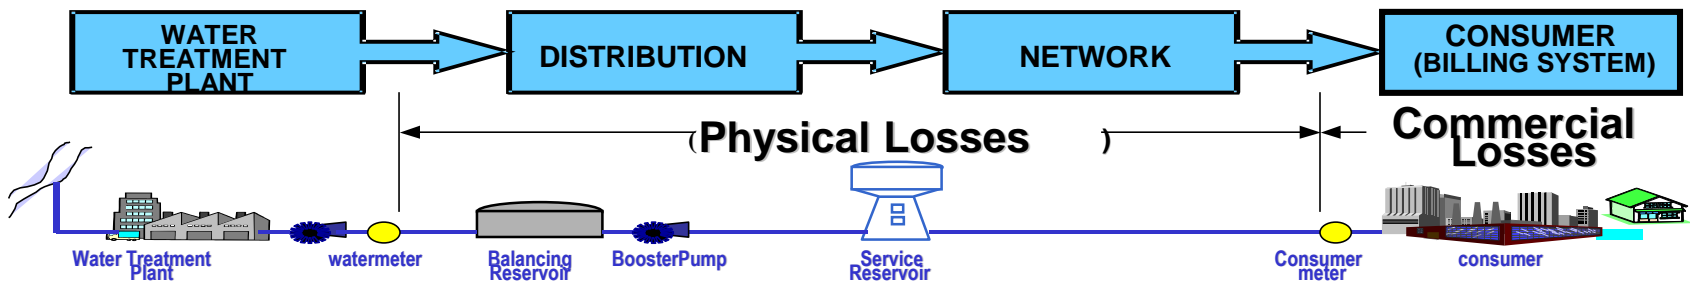 WATER
TREATMENT
PLANT
DISTRIBUTION
NETWORK
CONSUMER
(BILLING SYSTEM)
(Physical Losses )
Commercial
Losses
Water Treatment
Plant
watermeter
Balancing
Reservoir
BoosterPump
Service
Reservoir
Consumer
meter
consumer